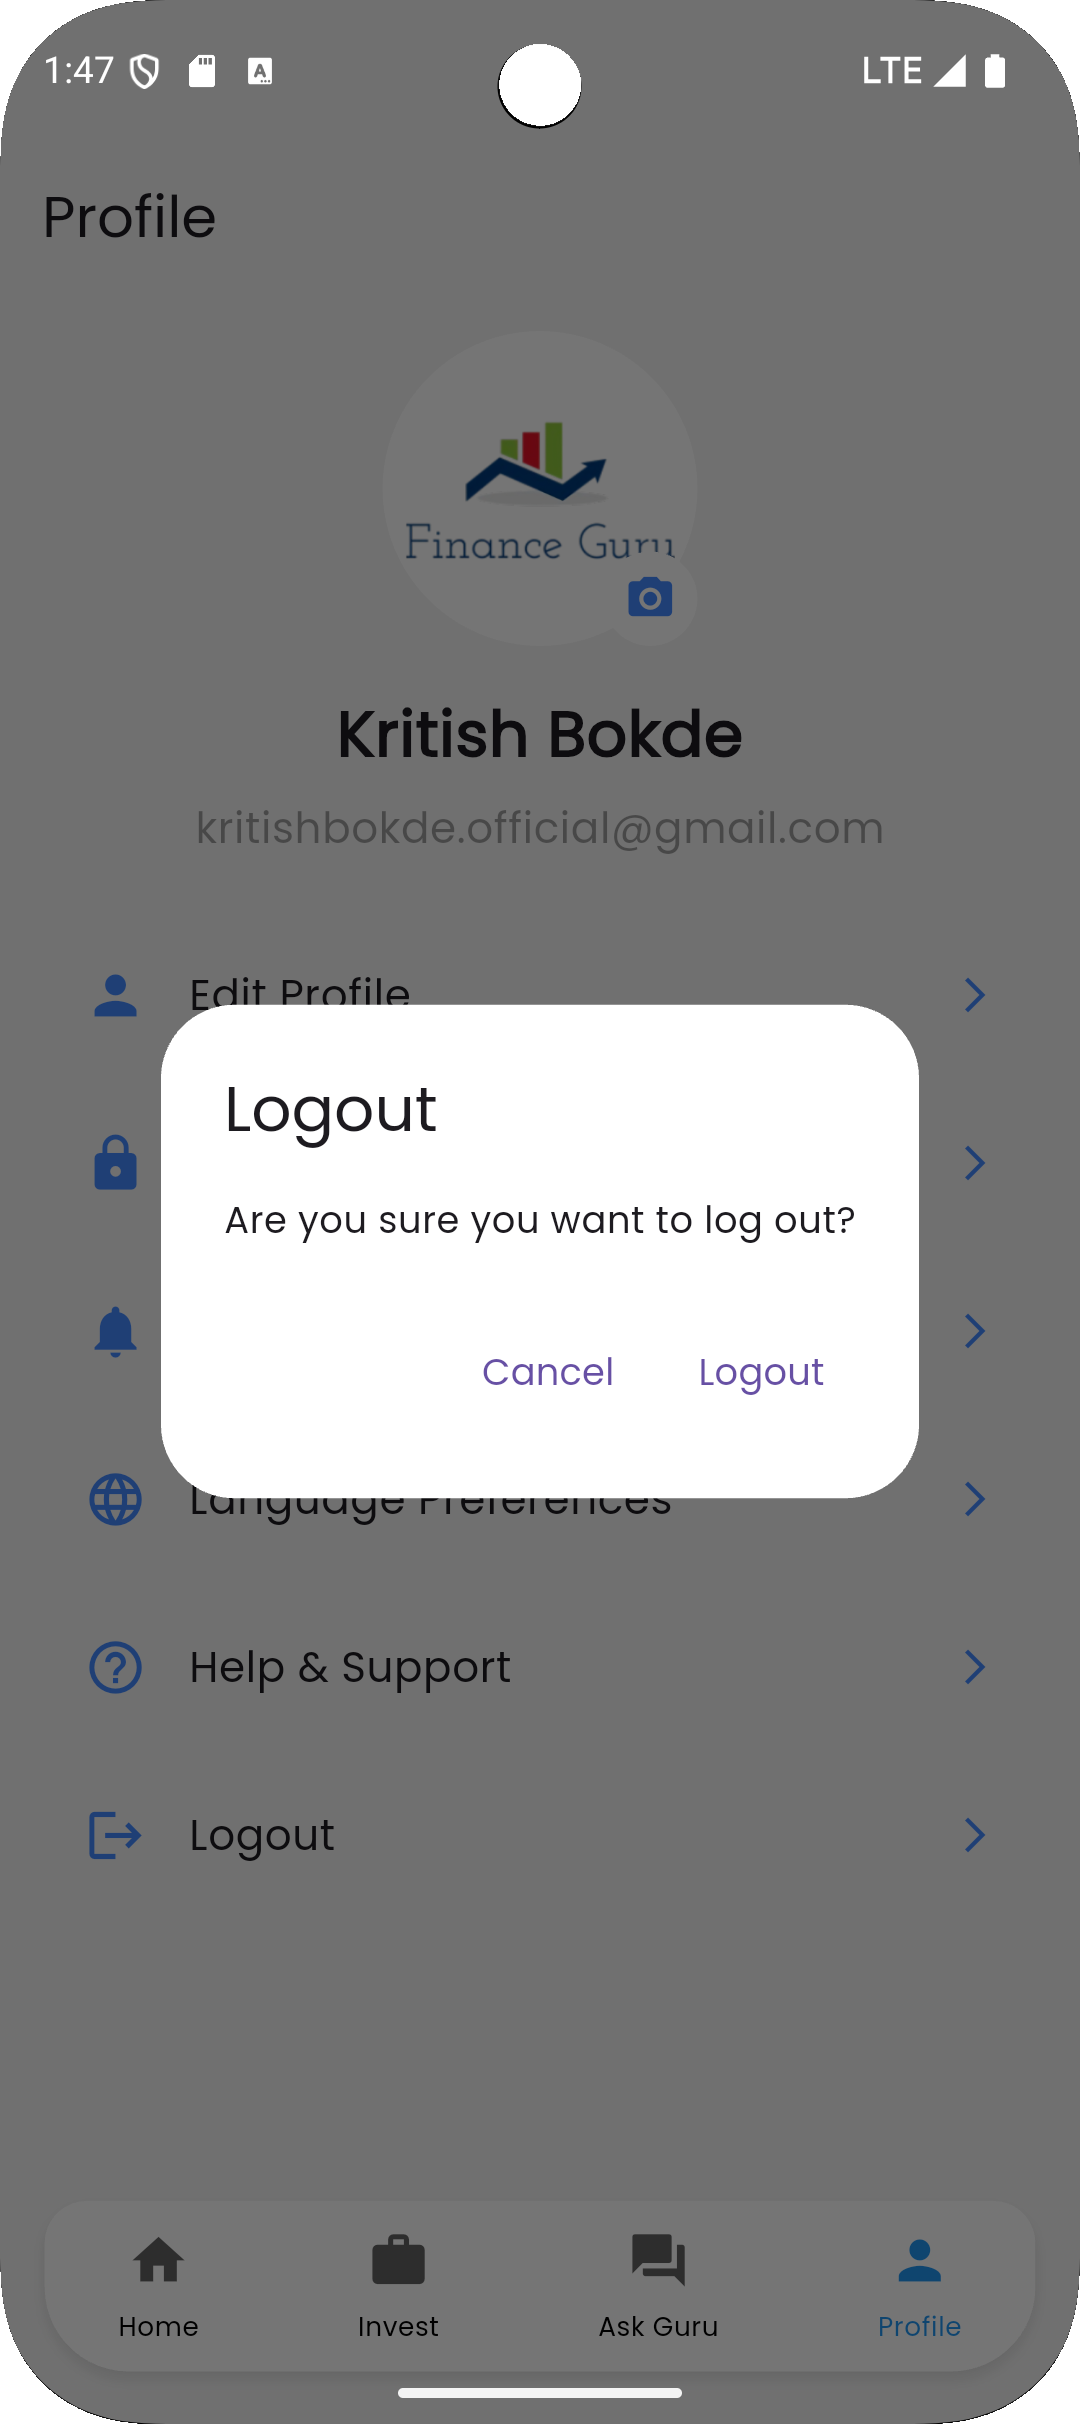 1:47
LTE
Profile
Finance Guru
Kritish Bokde
kritishbokde.official@gmail.com
Edit Profile
Logout
Are you sure you want to log out?
Cancel Logout
Language Preferences
Help & Support
Logout
Home Invest Ask Guru Profile